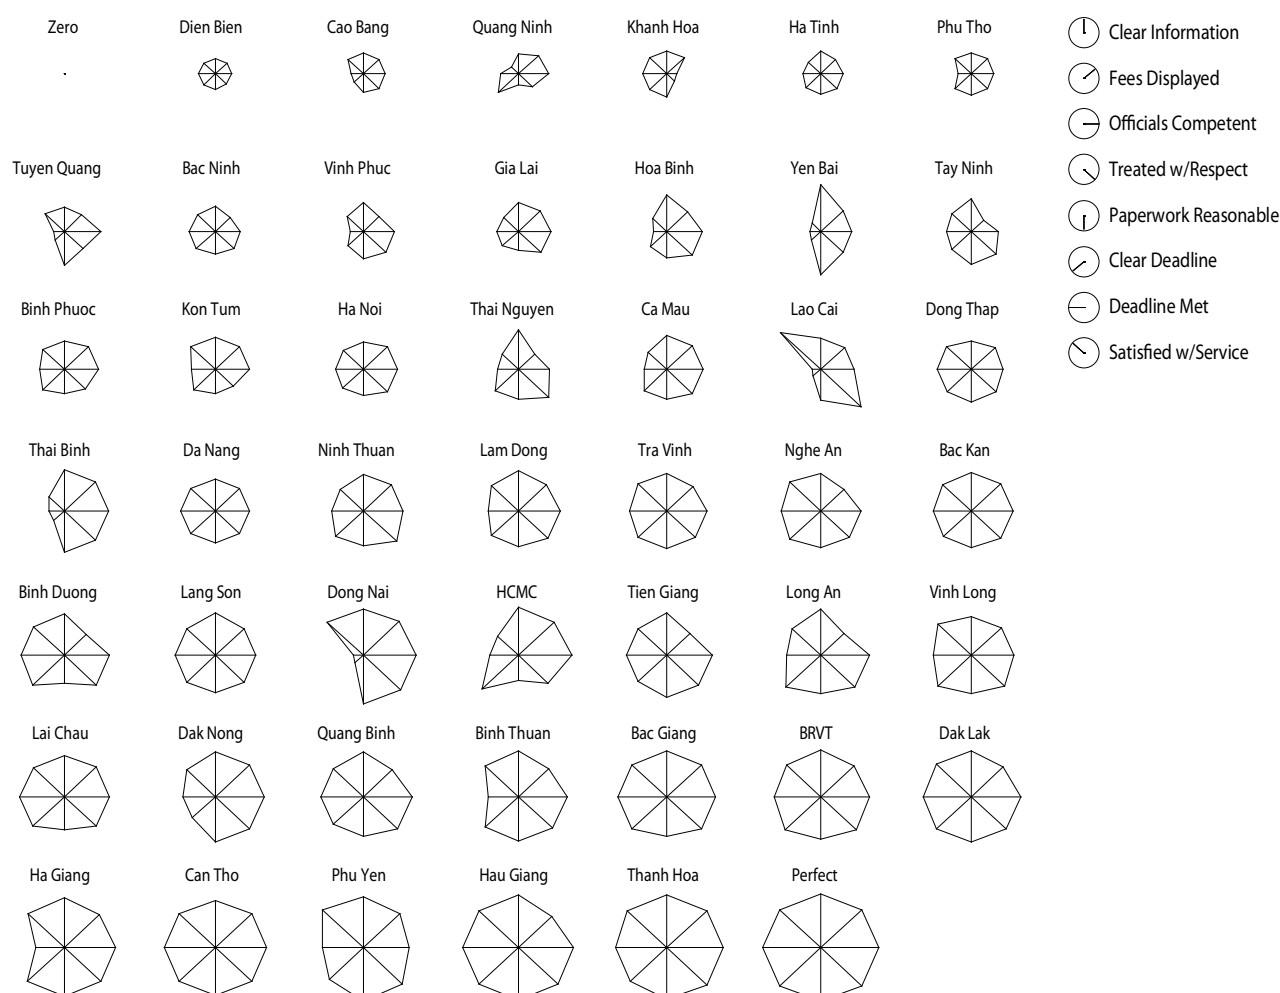 Zero Dien Bien Cao Bang Quang Ninh Khanh Hoa Ha Tinh Phu Tho
Tuyen Quang Bac Ninh Vinh Phuc Gia Lai Hoa Binh Yen Bai Tay Ninh
Binh Phuoc Kon Tum Ha Noi Thai Nguyen Ca Mau Lao Cai Dong Thap
Thai Binh Da Nang Ninh Thuan Lam Dong Tra Vinh Nghe An Bac Kan
Binh Duong Lang Son Dong Nai HCMC Tien Giang Long An Vinh Long
Lai Chau Dak Nong Quang Binh Binh Thuan Bac Giang BRVT Dak Lak
Ha Giang Can Tho Phu Yen Hau Giang Thanh Hoa Perfect
Clear Information
Fees Displayed
Officials Competent
Treated w/Respect
Paperwork Reasonable
Clear Deadline
Deadline Met
Satisfied w/Service